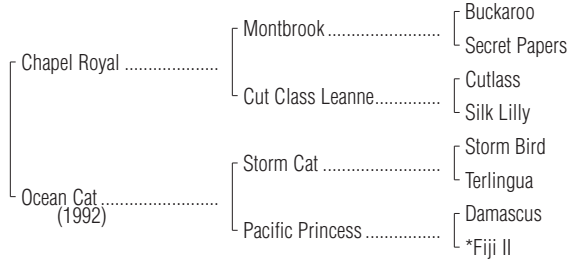 Buckaroo
Montbrook ........................
Secret Papers
Chapel Royal ....................
Cutlass
Cut Class Leanne..............
Silk Lilly
Storm Bird
Storm Cat .........................
Terlingua
Ocean Cat.........................
(1992)
Damascus
Pacific Princess ................
*Fiji II